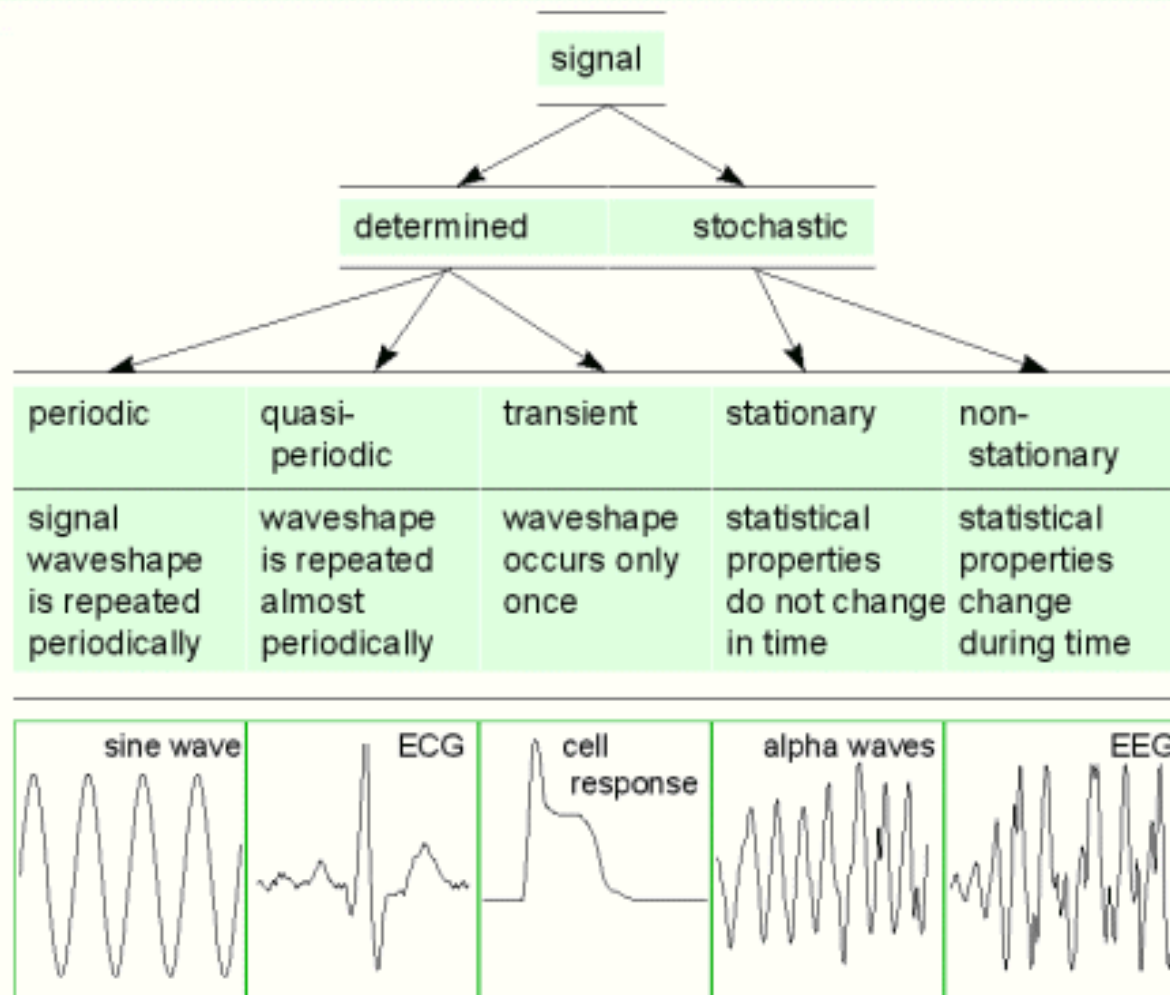 signal
determined
stochastic
periodic
quasi-
periodic
transient
stationary
non-
stationary
signal
waveshape
is repeated
periodically
waveshape
is repeated
almost
periodically
waveshape
occurs only
once
statistical
properties
do not change
in time
statistical
properties
change
during time
sine wave
ECG
cell
response
alpha waves
EEG